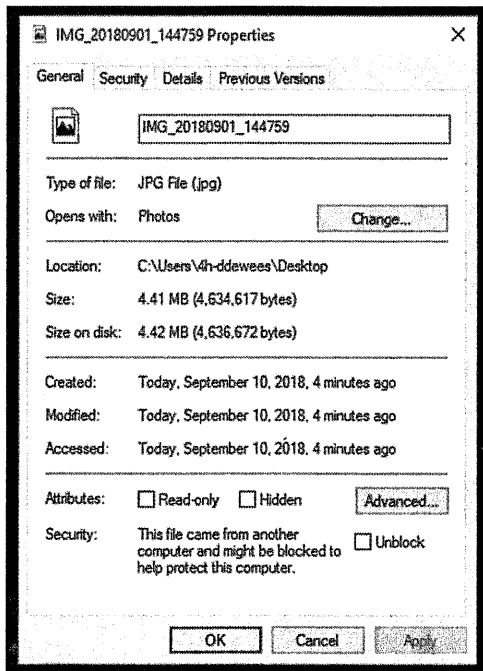 IMG_20180901_144759 Properties
General Security Details Previous Versions
IMG_20180901_144759
Type of file: JPG File (.jpg)
Opens with: Photos Change...
Location: C:\Users\4h-ddewees\Desktop
Size: 4.41 MB (4,634,617 bytes)
Size on disk: 4.42 MB (4,636,672 bytes)
Created: Today, September 10, 2018, 4 minutes ago
Modified: Today, September 10, 2018, 4 minutes ago
Accessed: Today, September 10, 2018, 4 minutes ago
Attributes: Read-only Hidden Advanced...
Security: This file came from another
computer and might be blocked to
help protect this computer.
Unblock
OK Cancel Apply